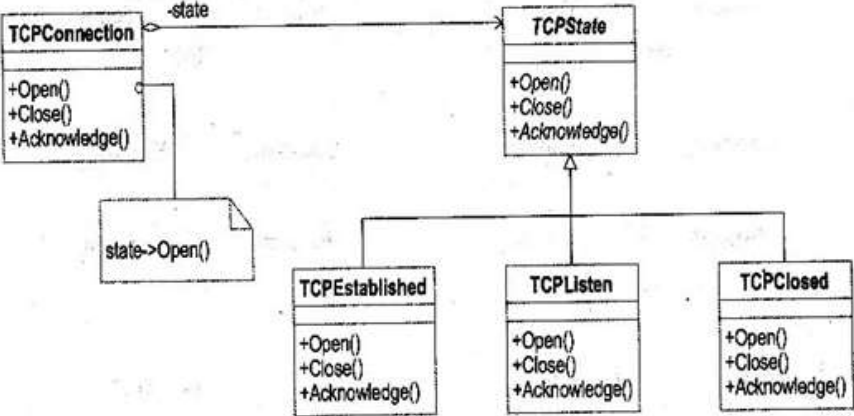 -state
TCPConnection
+Open()
+Close()
+Acknowledge()
TCPState
+Open()
+Close()
+Acknowledge()
state->Open()
TCPEstablished
+Open()
+Close()
+Acknowledge()
TCPListen
+Open()
+Close()
+Acknowledge()
TCPClosed
+Open()
+Close()
+Acknowledge()